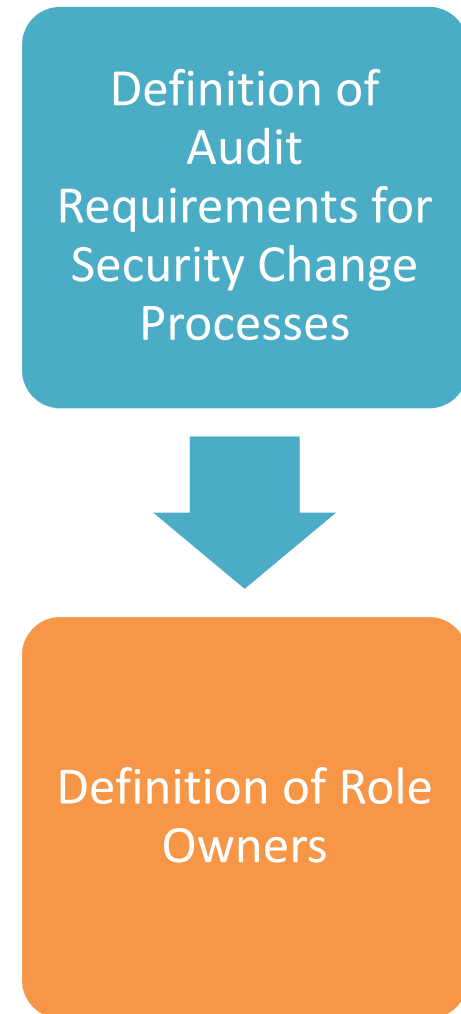 Definition of
Audit
Requirements for
Security Change
Processes
Definition of Role
Owners